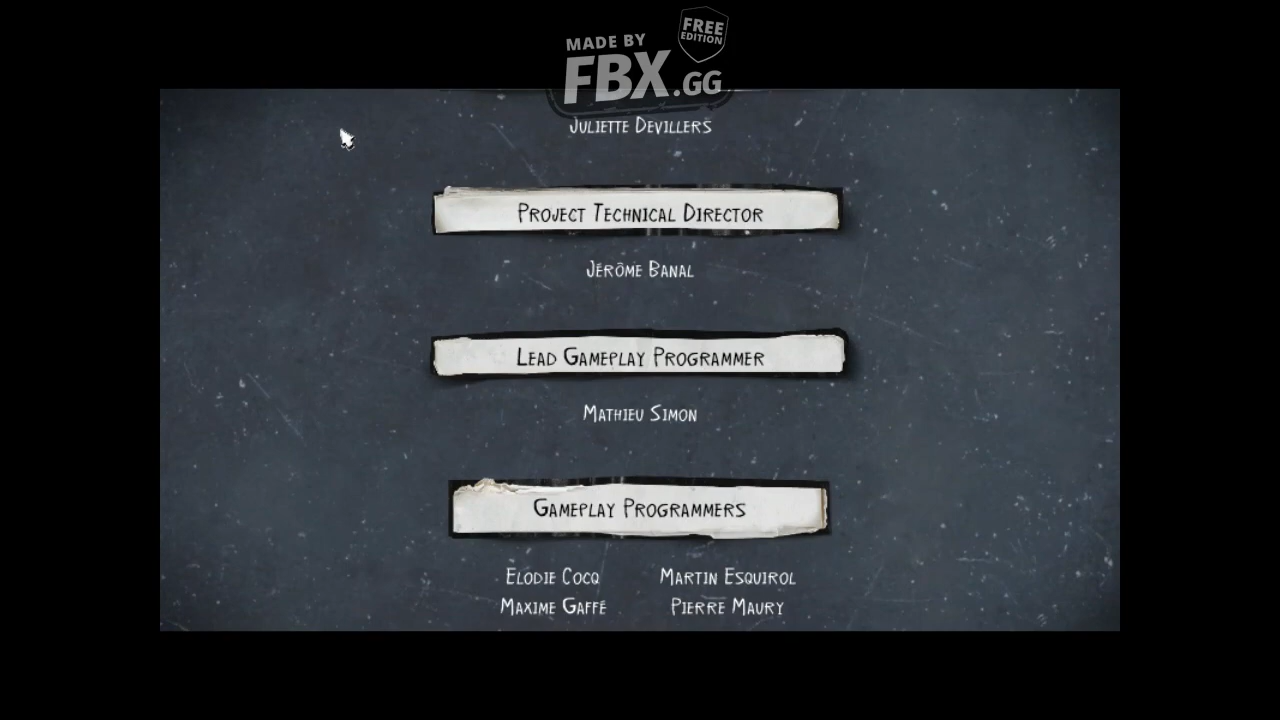 MADE BY
FREE
EDITION
FBX.GG
Juliette Devillers
Project Technical Director
Jérôme Banal
Lead Gameplay Programmer
Mathieu Simon
Gameplay Programmers
Elodie Cocq Martin Esquirol
Maxime Gaffé Pierre Maury